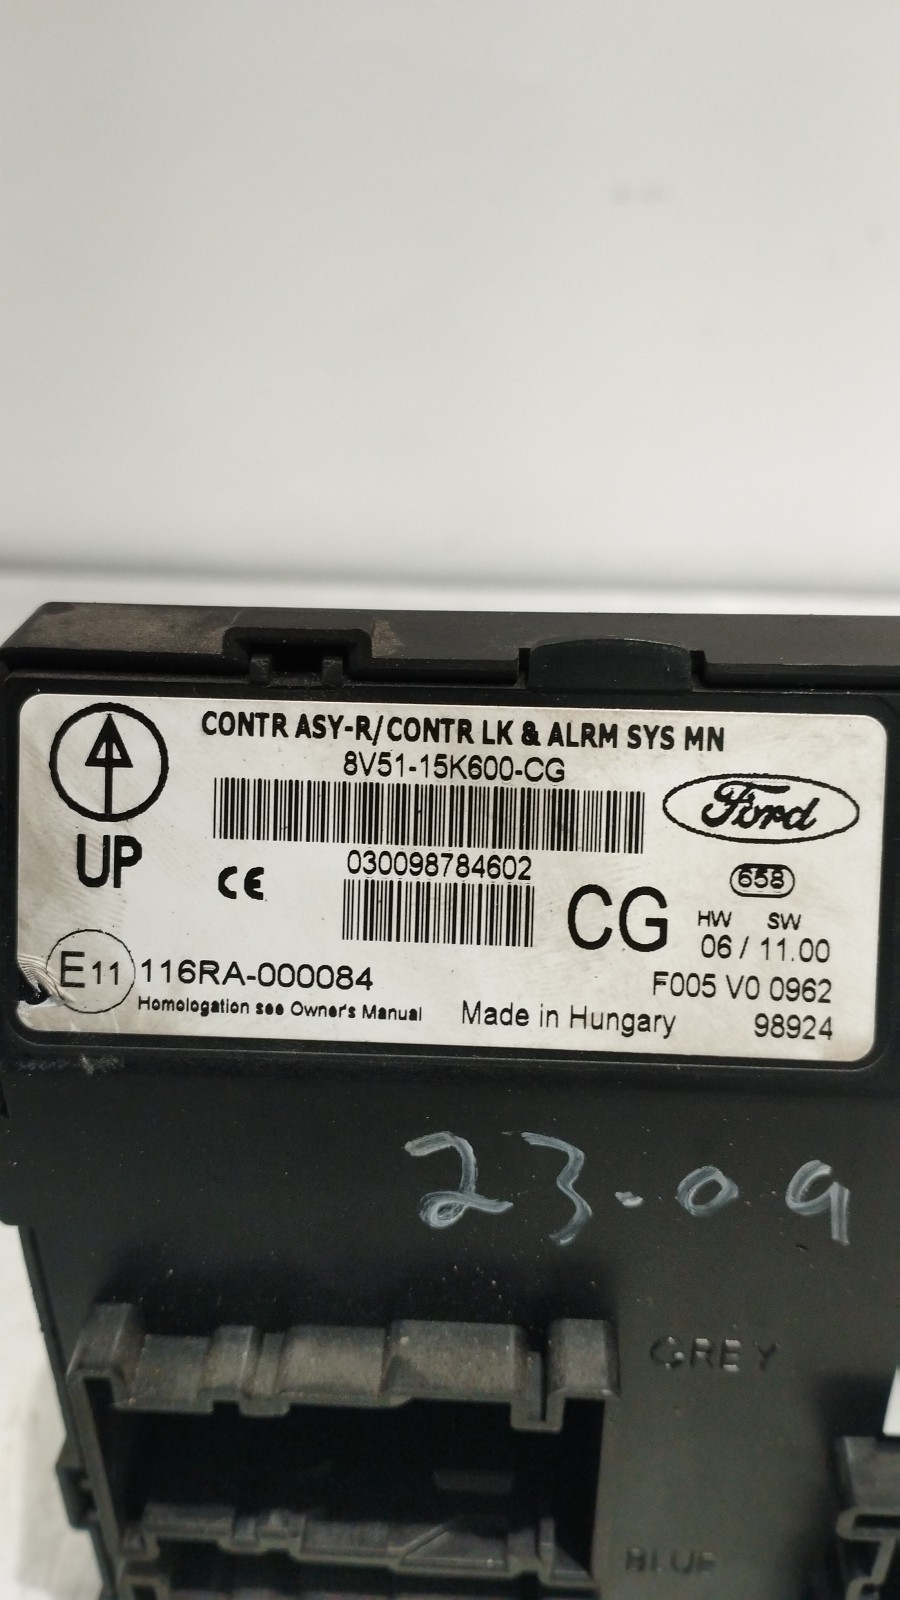 CONTR ASY-R/CONTR LK & ALRM SYS MN
8V51-15K600-CG
Ford
UP
CE
030098784602
CG
658
HW SW
06 / 11.00
E11
116RA-000084
F005 V0 0962
Homologation see Owner's Manual
Made in Hungary
98924
23-09
GREY
BLUE